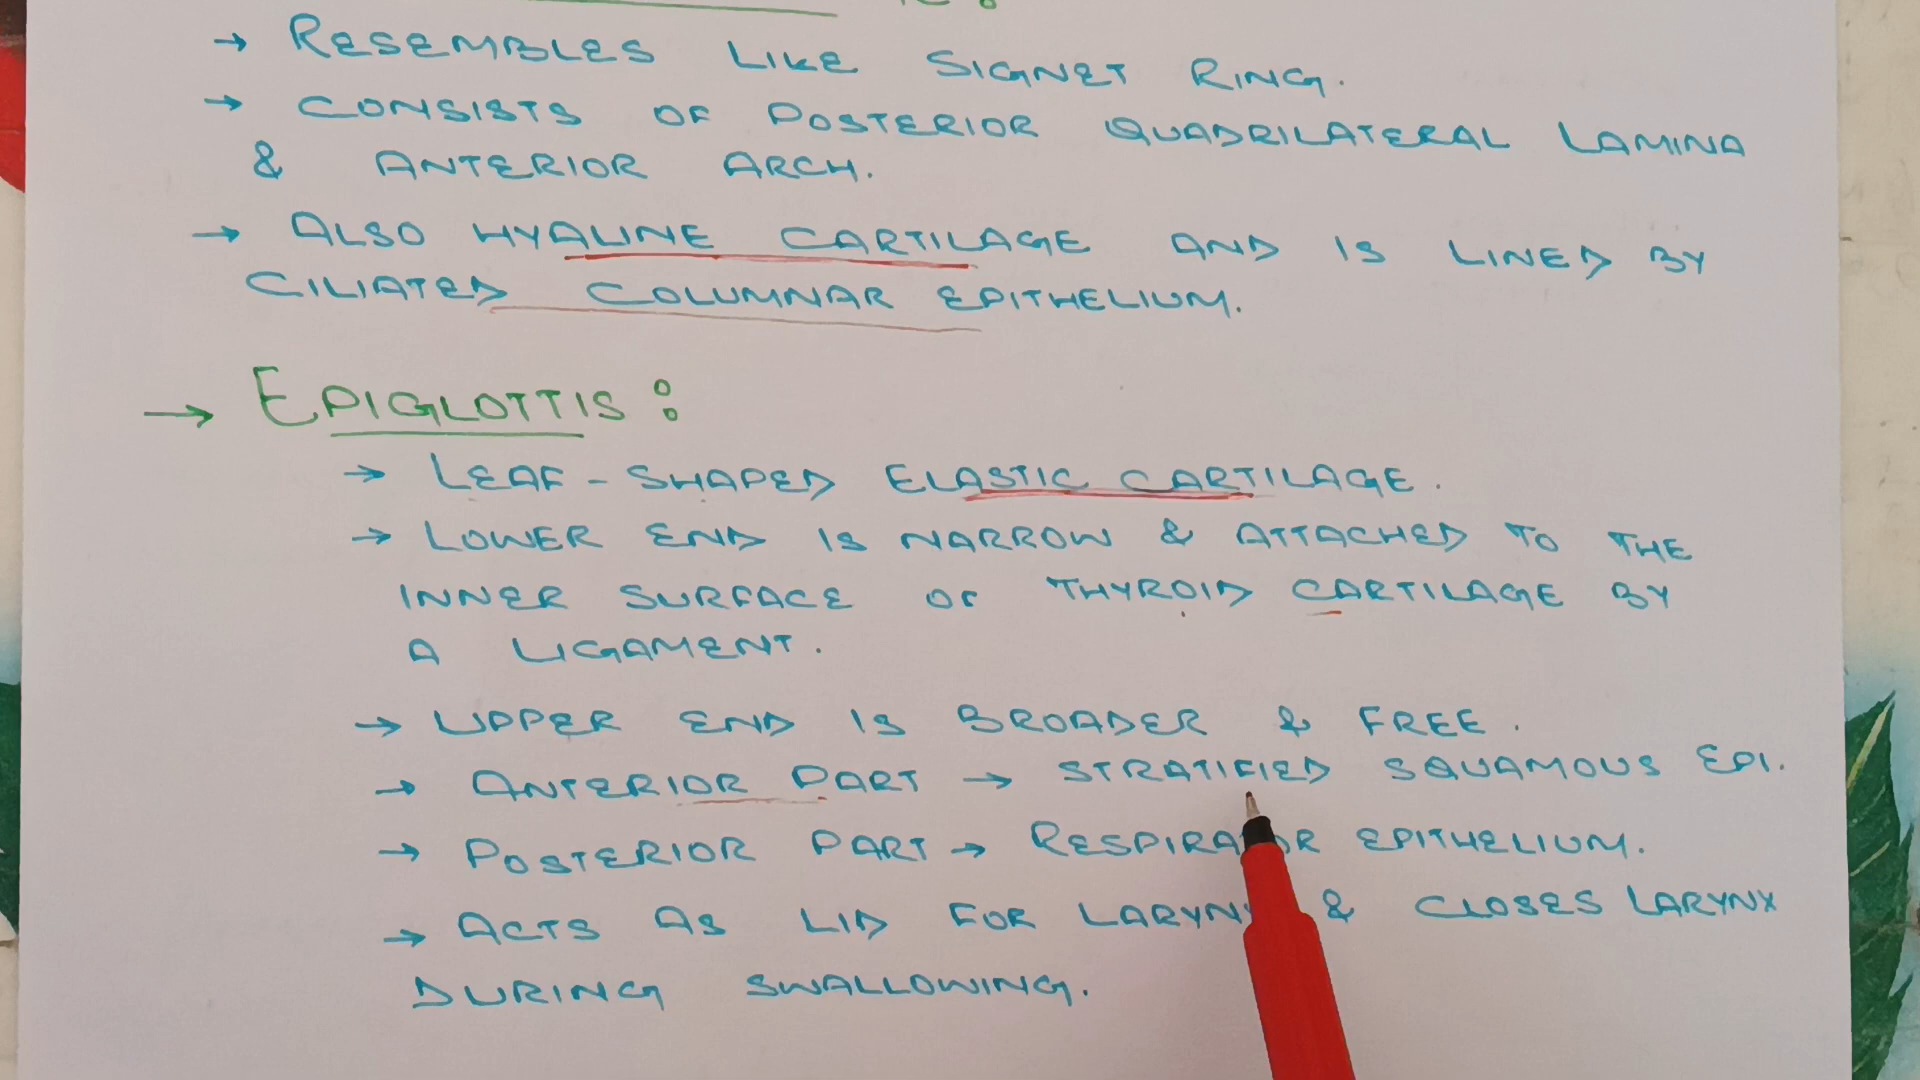 → RESEMBLES LIKE SIGNET RING.
→ CONSISTS OF POSTERIOR QUADRILATERAL LAMINA
& ANTERIOR ARCH.
→ ALSO HYALINE CARTILAGE AND IS LINED BY
CILIATED COLUMNAR EPITHELIUM.
→ EPIGLOTTIS :
→ LEAF - SHAPED ELASTIC CARTILAGE.
→ LOWER END IS NARROW & ATTACHED TO THE
INNER SURFACE OF THYROID CARTILAGE BY
A LIGAMENT.
→ UPPER END IS BROADER & FREE.
→ ANTERIOR PART → STRATIFIED SQUAMOUS EPI.
→ POSTERIOR PART → EPITHELIUM.
→ ACTS AS LID FOR LARYNX & CLOSES LARYNX
DURING SWALLOWING.